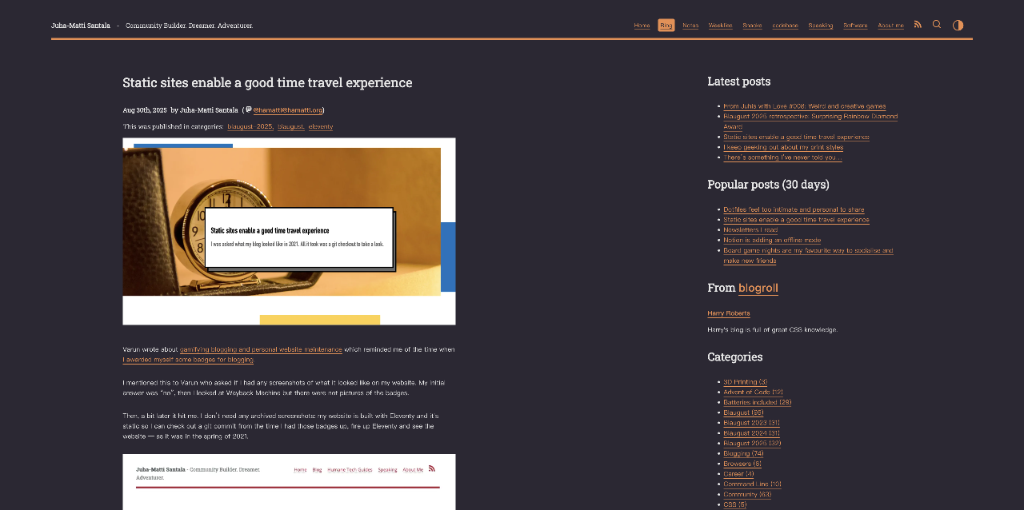 Juha-Matti Santala - Community Builder. Dreamer. Adventurer.
Home Blog Notes Weeklies Snacks codebase Speaking Software About me
Static sites enable a good time travel experience
Aug 30th, 2025 by Juha-Matti Santala ( @hamatti@hamatti.org)
This was published in categories: blaugust-2025, blaugust, eleventy
Static sites enable a good time travel experience
I was asked what my blog looked like in 2021. All it took was a git checkout to take a look.
Varun wrote about gamifying blogging and personal website maintenance which reminded me of the time when
I awarded myself some badges for blogging.
I mentioned this to Varun who asked if I had any screenshots of what it looked like on my website. My initial
answer was "no", then I looked at Wayback Machine but there were not pictures of the badges.
Then, a bit later it hit me. I don't need any archived screenshots: my website is built with Eleventy and it's
static so I can check out a git commit from the time I had those badges up, fire up Eleventy and see the
website — as it was in the spring of 2021.
Juha-Matti Santala - Community Builder. Dreamer.
Adventurer.
Home Blog Humane Tech Guides Speaking About Me
Latest posts
From Juhis with Love #008: Weird and creative games
Blaugust 2025 retrospective: Surprising Rainbow Diamond
Award
Static sites enable a good time travel experience
I keep geeking out about my print styles
There's something I've never told you...
Popular posts (30 days)
Dotfiles feel too intimate and personal to share
Static sites enable a good time travel experience
Newsletters I read
Notion is adding an offline mode
Board game nights are my favourite way to socialise and
make new friends
From blogroll
Harry Roberts
Harry's blog is full of great CSS knowledge.
Categories
3D Printing (3)
Advent of Code (12)
Batteries included (29)
Blaugust (95)
Blaugust 2023 (31)
Blaugust 2024 (31)
Blaugust 2025 (32)
Blogging (74)
Browsers (6)
Career (4)
Command Line (10)
Community (63)
CSS (5)